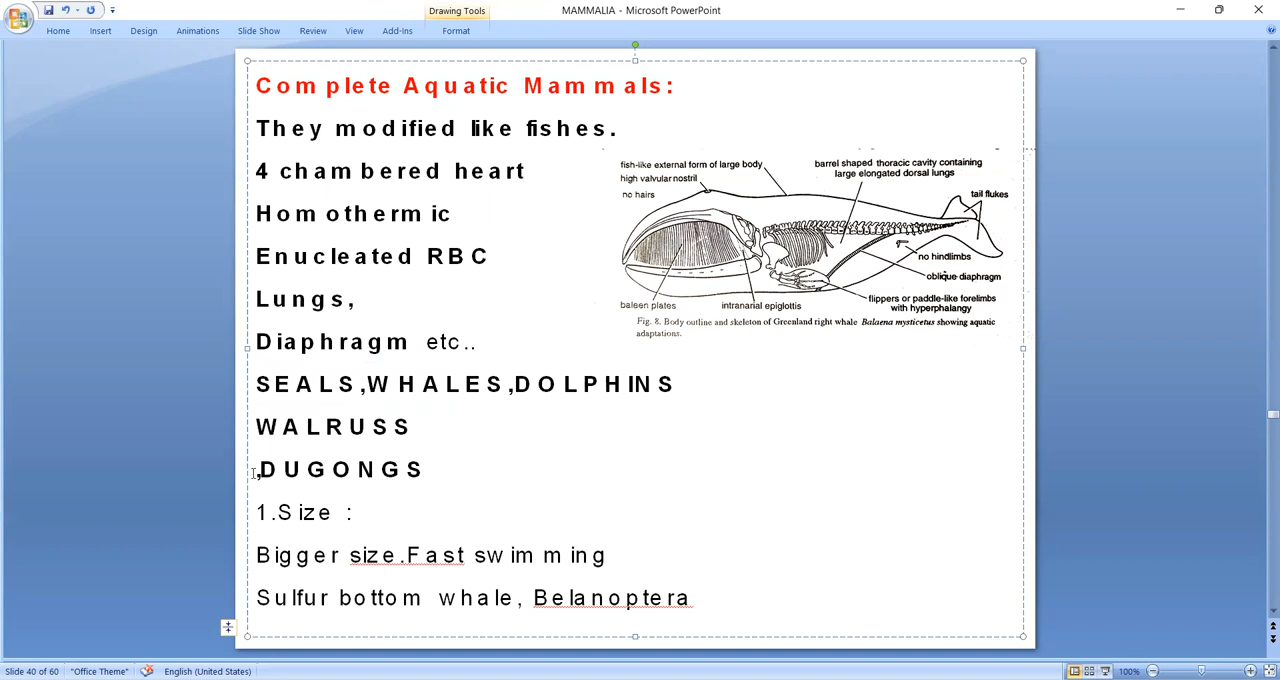 Drawing Tools
MAMMALIA - Microsoft PowerPoint
Home Insert Design Animations Slide Show Review View Add-Ins Format
Complete Aquatic Mammals:
They modified like fishes.
4 chambered heart
Homothermic
Enucleated RBC
Lungs,
Diaphragm etc..
SEALS,WHALES,DOLPHINS
WALRUSS
,DUGONGS
1.Size :
Bigger size.Fast swimming
Sulfur bottom whale, Belanoptera
fish-like external form of large body
high valvular nostril
no hairs
barrel shaped thoracic cavity containing
large elongated dorsal lungs
tail flukes
no hindlimbs
oblique diaphragm
flippers or paddle-like forelimbs
with hyperphalangy
baleen plates
intranarial epiglottis
Fig. 8. Body outline and skeleton of Greenland right whale Balaena mysticetus showing aquatic
adaptations.
Slide 40 of 60 "Office Theme" English (United States) 100%